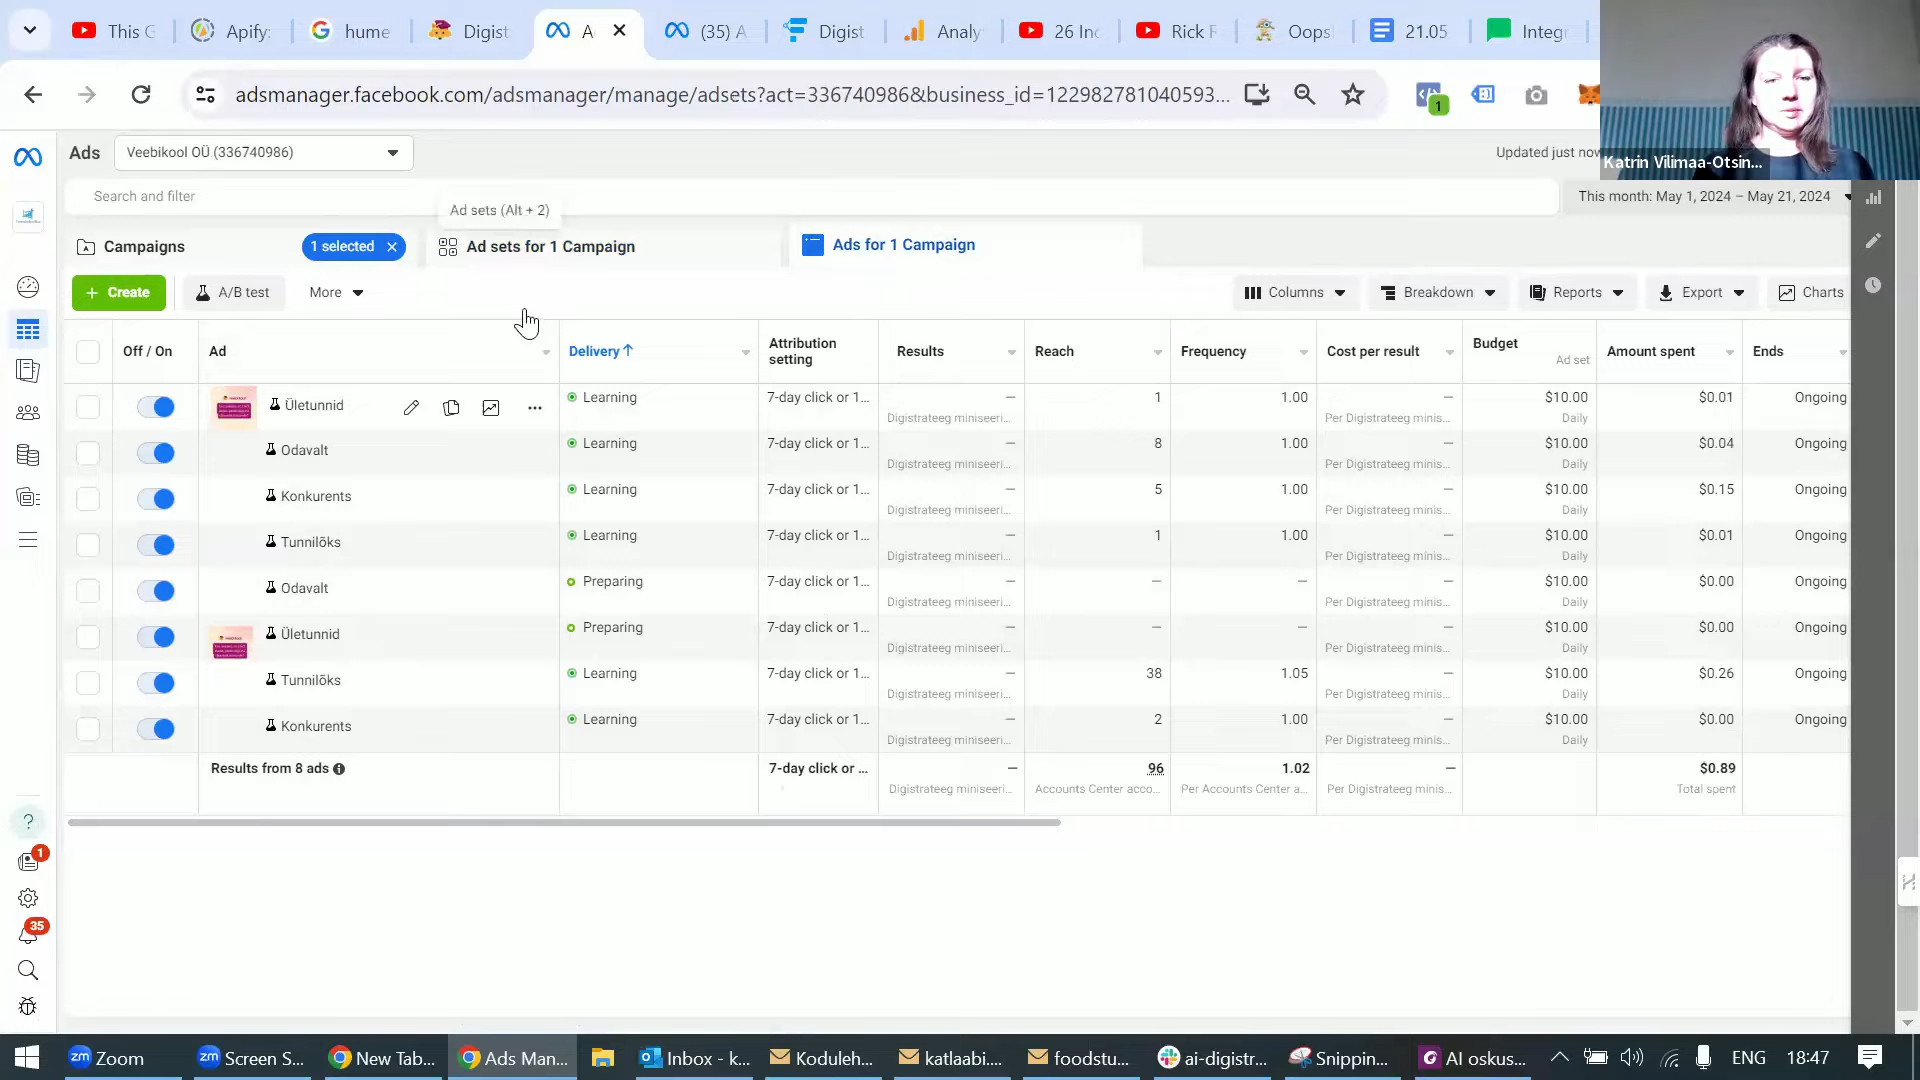 This G
Apify:
hume
Digist
A
(35) A
Digist
Analy
26 In
Rick
Oops
21.05
Integ
adsmanager.facebook.com/adsmanager/manage/adsets?act=336740986&business_id=122982781040593...
1
Katrin Vilimaa-Otsin...
Ads
Veebikool OÜ (336740986)
Updated just now
Search and filter
Ad sets (Alt + 2)
This month: May 1, 2024 – May 21, 2024
Campaigns
1 selected
Ad sets for 1 Campaign
Ads for 1 Campaign
+ Create
A/B test
More
Columns
Breakdown
Reports
Export
Charts
Off / On
Ad
Delivery ↑
Attribution setting
Results
Reach
Frequency
Cost per result
Budget
Ad set
Amount spent
Ends
Ületunnid
Learning
7-day click or 1...
—
1
1.00
—
$10.00
$0.01
Ongoing
Digistrateeg miniseeri...
Per Digistrateeg minis...
Daily
Odavalt
Learning
7-day click or 1...
—
8
1.00
—
$10.00
$0.04
Ongoing
Digistrateeg miniseeri...
Per Digistrateeg minis...
Daily
Konkurents
Learning
7-day click or 1...
—
5
1.00
—
$10.00
$0.15
Ongoing
Digistrateeg miniseeri...
Per Digistrateeg minis...
Daily
Tunnilõks
Learning
7-day click or 1...
—
1
1.00
—
$10.00
$0.01
Ongoing
Digistrateeg miniseeri...
Per Digistrateeg minis...
Daily
Odavalt
Preparing
7-day click or 1...
—
—
—
—
$10.00
$0.00
Ongoing
Digistrateeg miniseeri...
Per Digistrateeg minis...
Daily
Ületunnid
Preparing
7-day click or 1...
—
—
—
—
$10.00
$0.00
Ongoing
Digistrateeg miniseeri...
Per Digistrateeg minis...
Daily
Tunnilõks
Learning
7-day click or 1...
—
38
1.05
—
$10.00
$0.26
Ongoing
Digistrateeg miniseeri...
Per Digistrateeg minis...
Daily
Konkurents
Learning
7-day click or 1...
—
2
1.00
—
$10.00
$0.00
Ongoing
Digistrateeg miniseeri...
Per Digistrateeg minis...
Daily
Results from 8 ads
7-day click or ...
—
96
1.02
—
$0.89
Digistrateeg miniseeri...
Accounts Center acco...
Per Accounts Center a...
Per Digistrateeg minis...
Total spent
?
1
35
Zoom
Screen S...
New Tab...
Ads Man...
Inbox - k...
Koduleh...
katlaabi....
foodstu...
ai-digistr...
Snippin...
AI oskus...
ENG
18:47